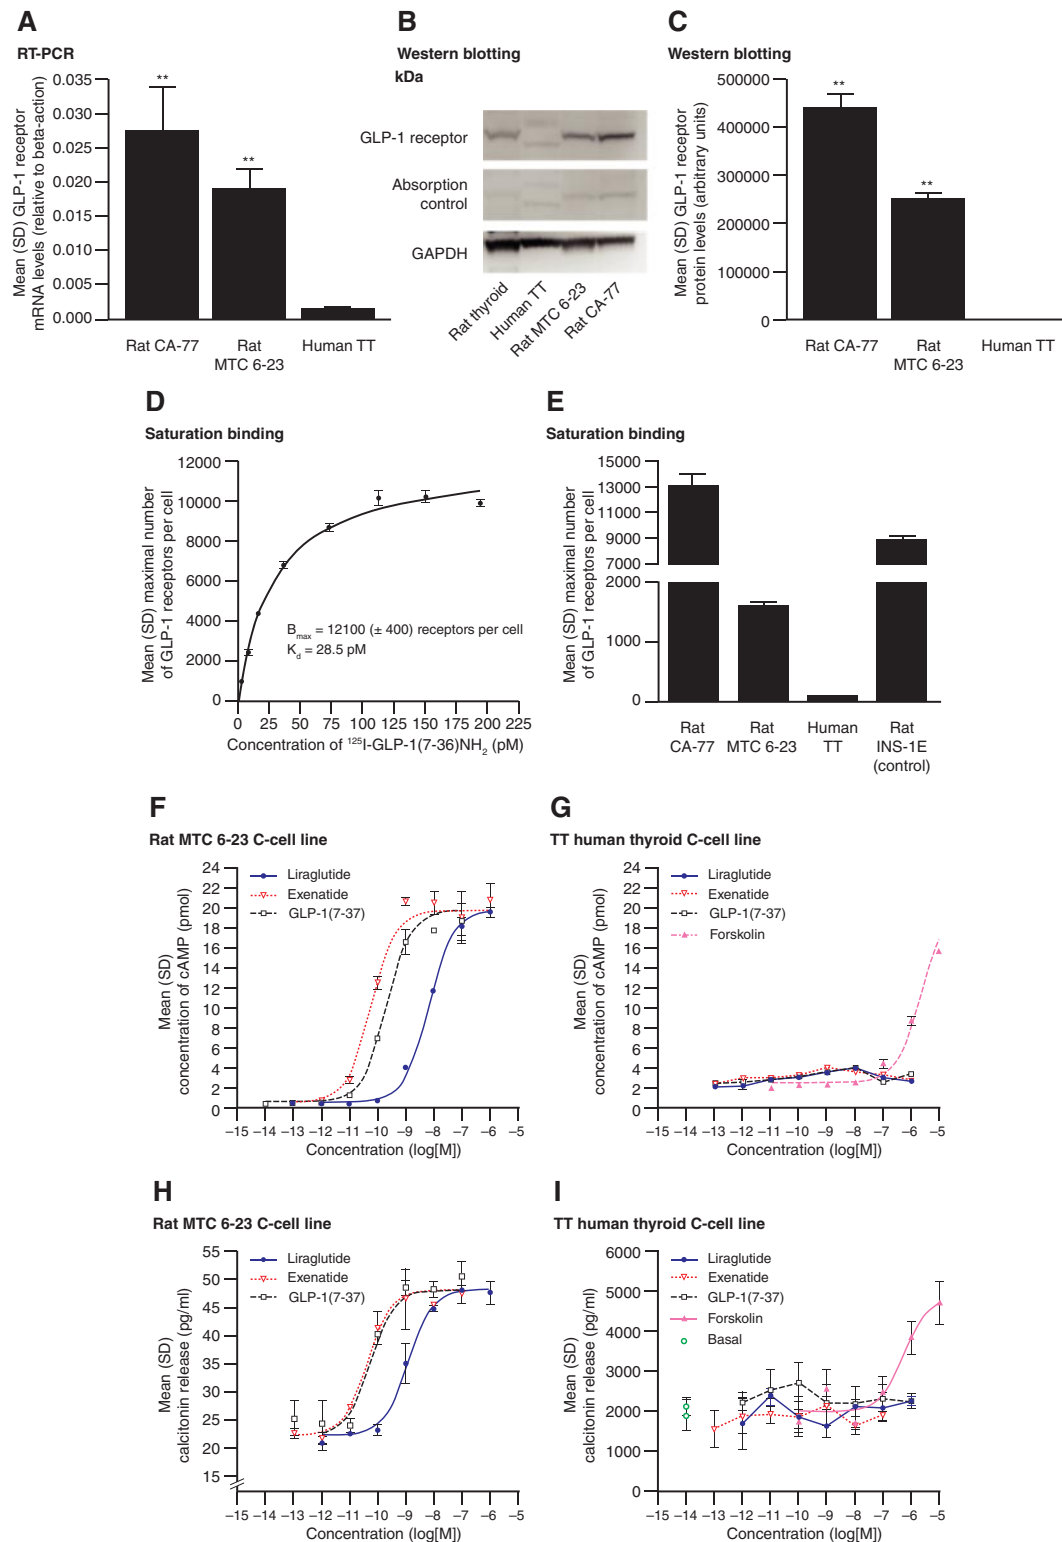 A
RT-PCR
Mean (SD) GLP-1 receptor
mRNA levels (relative to beta-action)
0.035
0.030
0.025
0.020
0.015
0.010
0.005
0.000
**
**
Rat CA-77
Rat
MTC 6-23
Human TT
B
Western blotting
kDa
GLP-1 receptor
Absorption
control
GAPDH
Rat thyroid
Human TT
Rat MTC 6-23
Rat CA-77
C
Western blotting
Mean (SD) GLP-1 receptor
protein levels (arbitrary units)
500000
400000
300000
200000
100000
0
**
**
Rat CA-77
Rat
MTC 6-23
Human TT
D
Saturation binding
Mean (SD) maximal number
of GLP-1 receptors per cell
12000
10000
8000
6000
4000
2000
0
Bmax = 12100 (± 400) receptors per cell
Kd = 28.5 pM
0 25 50 75 100 125 150 175 200 225
Concentration of 125I-GLP-1(7-36)NH2 (pM)
E
Saturation binding
Mean (SD) maximal number
of GLP-1 receptors per cell
15000
13000
11000
9000
7000
2000
1000
0
Rat
CA-77
Rat
MTC 6-23
Human
TT
Rat
INS-1E
(control)
F
Rat MTC 6-23 C-cell line
Mean (SD)
concentration of cAMP (pmol)
24
22
20
18
16
14
12
10
8
6
4
2
0
Liraglutide
Exenatide
GLP-1(7-37)
−15 −14 −13 −12 −11 −10 −9 −8 −7 −6 −5
Concentration (log[M])
G
TT human thyroid C-cell line
Mean (SD)
concentration of cAMP (pmol)
24
22
20
18
16
14
12
10
8
6
4
2
0
Liraglutide
Exenatide
GLP-1(7-37)
Forskolin
−15 −14 −13 −12 −11 −10 −9 −8 −7 −6 −5
Concentration (log[M])
H
Rat MTC 6-23 C-cell line
Mean (SD)
calcitonin release (pg/ml)
55
50
45
40
35
30
25
20
15
Liraglutide
Exenatide
GLP-1(7-37)
−15 −14 −13 −12 −11 −10 −9 −8 −7 −6 −5
Concentration (log[M])
I
TT human thyroid C-cell line
Mean (SD)
calcitonin release (pg/ml)
6000
5000
4000
3000
2000
1000
0
Liraglutide
Exenatide
GLP-1(7-37)
Forskolin
Basal
−15 −14 −13 −12 −11 −10 −9 −8 −7 −6 −5
Concentration (log[M])